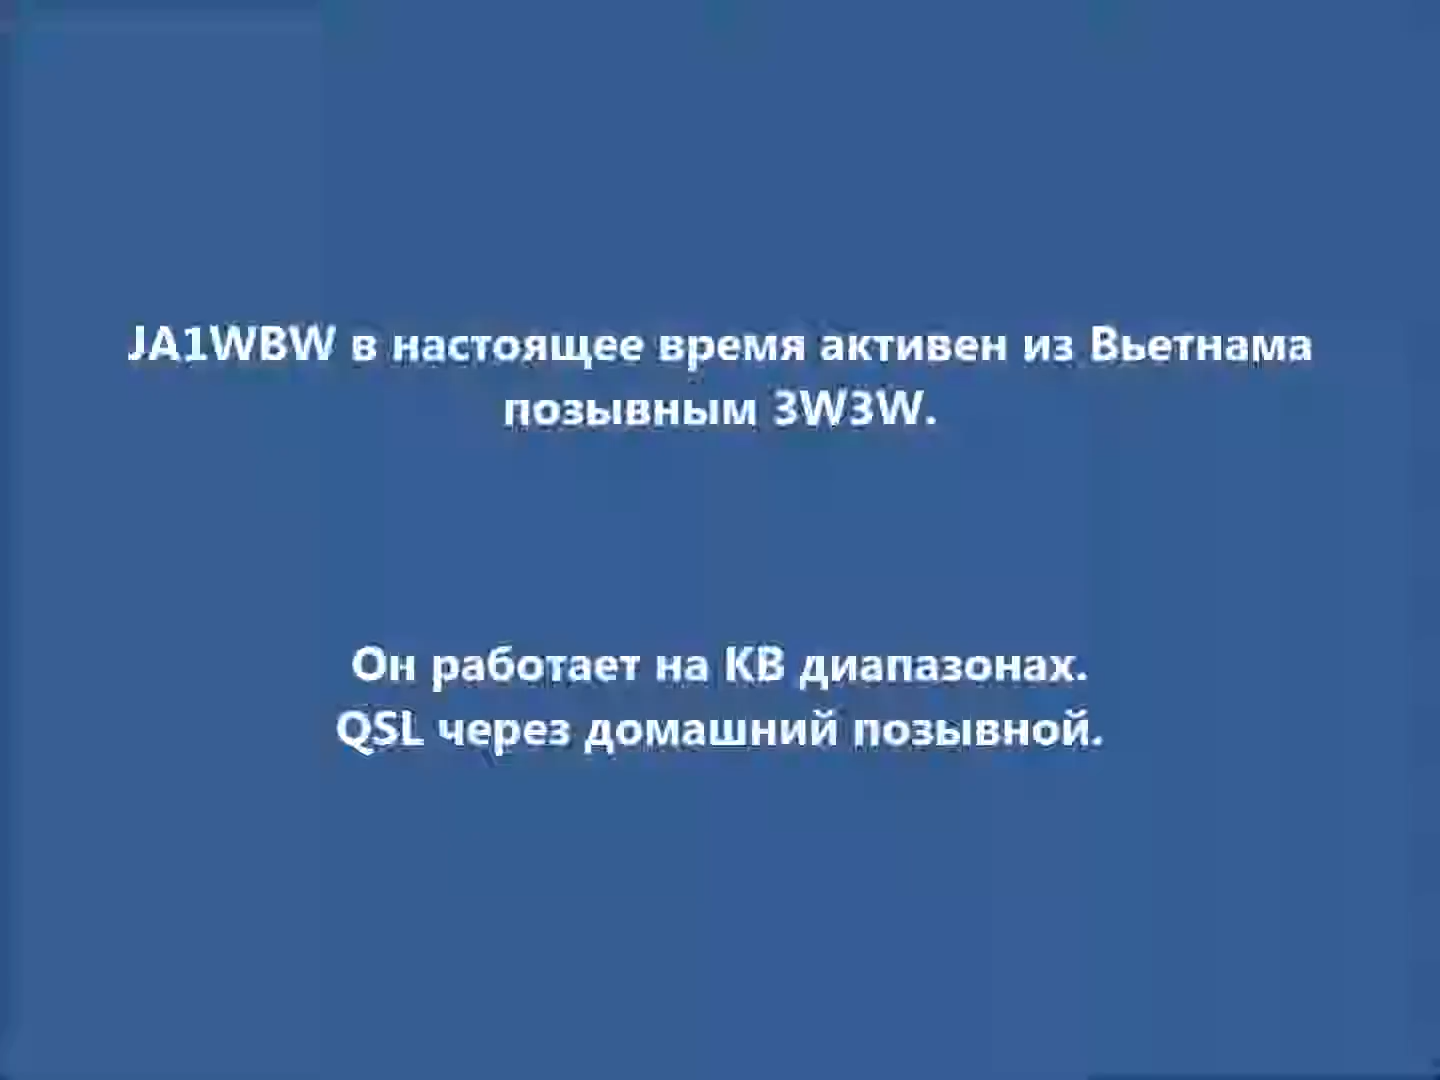 JA1WBW в настоящее время активен из Вьетнама
позывным 3W3W.
Он работает на КВ диапазонах.
QSL через домашний позывной.